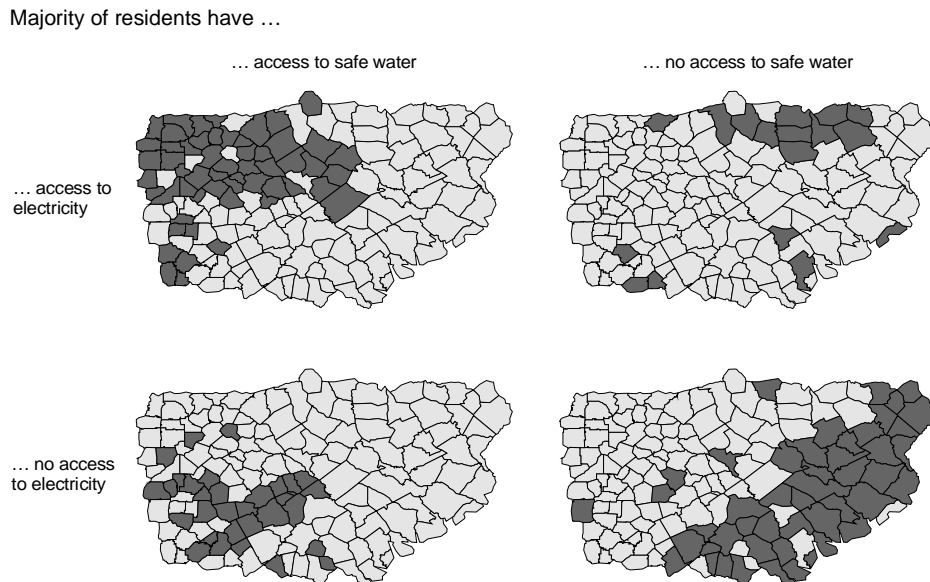 Majority of residents have …
… access to safe water
… no access to safe water
… access to
electricity
… no access
to electricity